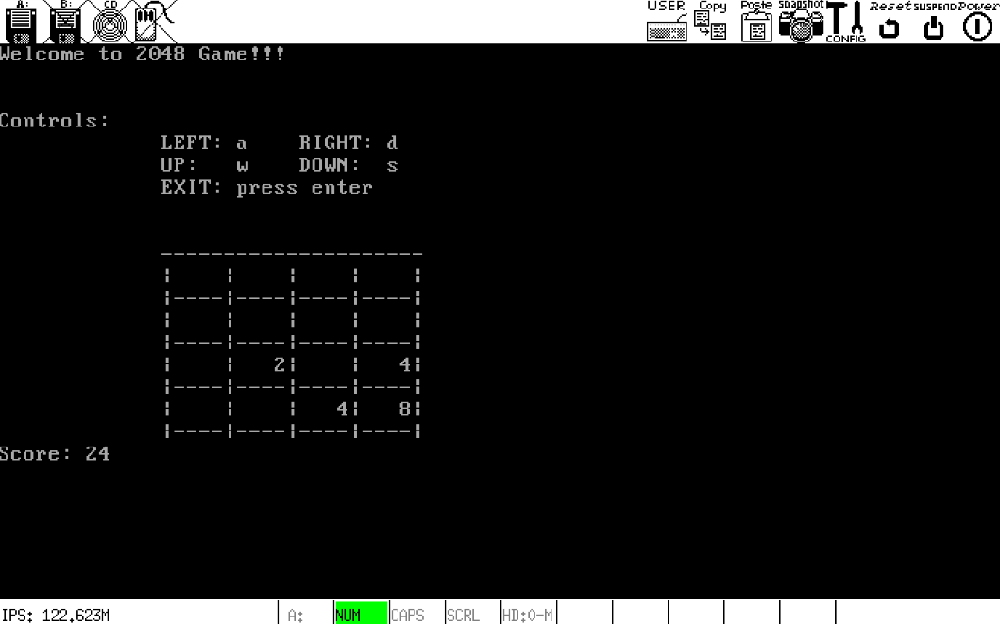 A: B: CD USER Copy Paste snapshot CONFIG Reset SUSPEND Power
Welcome to 2048 Game!!!
Controls:
LEFT: a RIGHT: d
UP: w DOWN: s
EXIT: press enter
2 4
4 8
Score: 24
IPS: 122.623M A: NUM CAPS SCRL HD:0-M